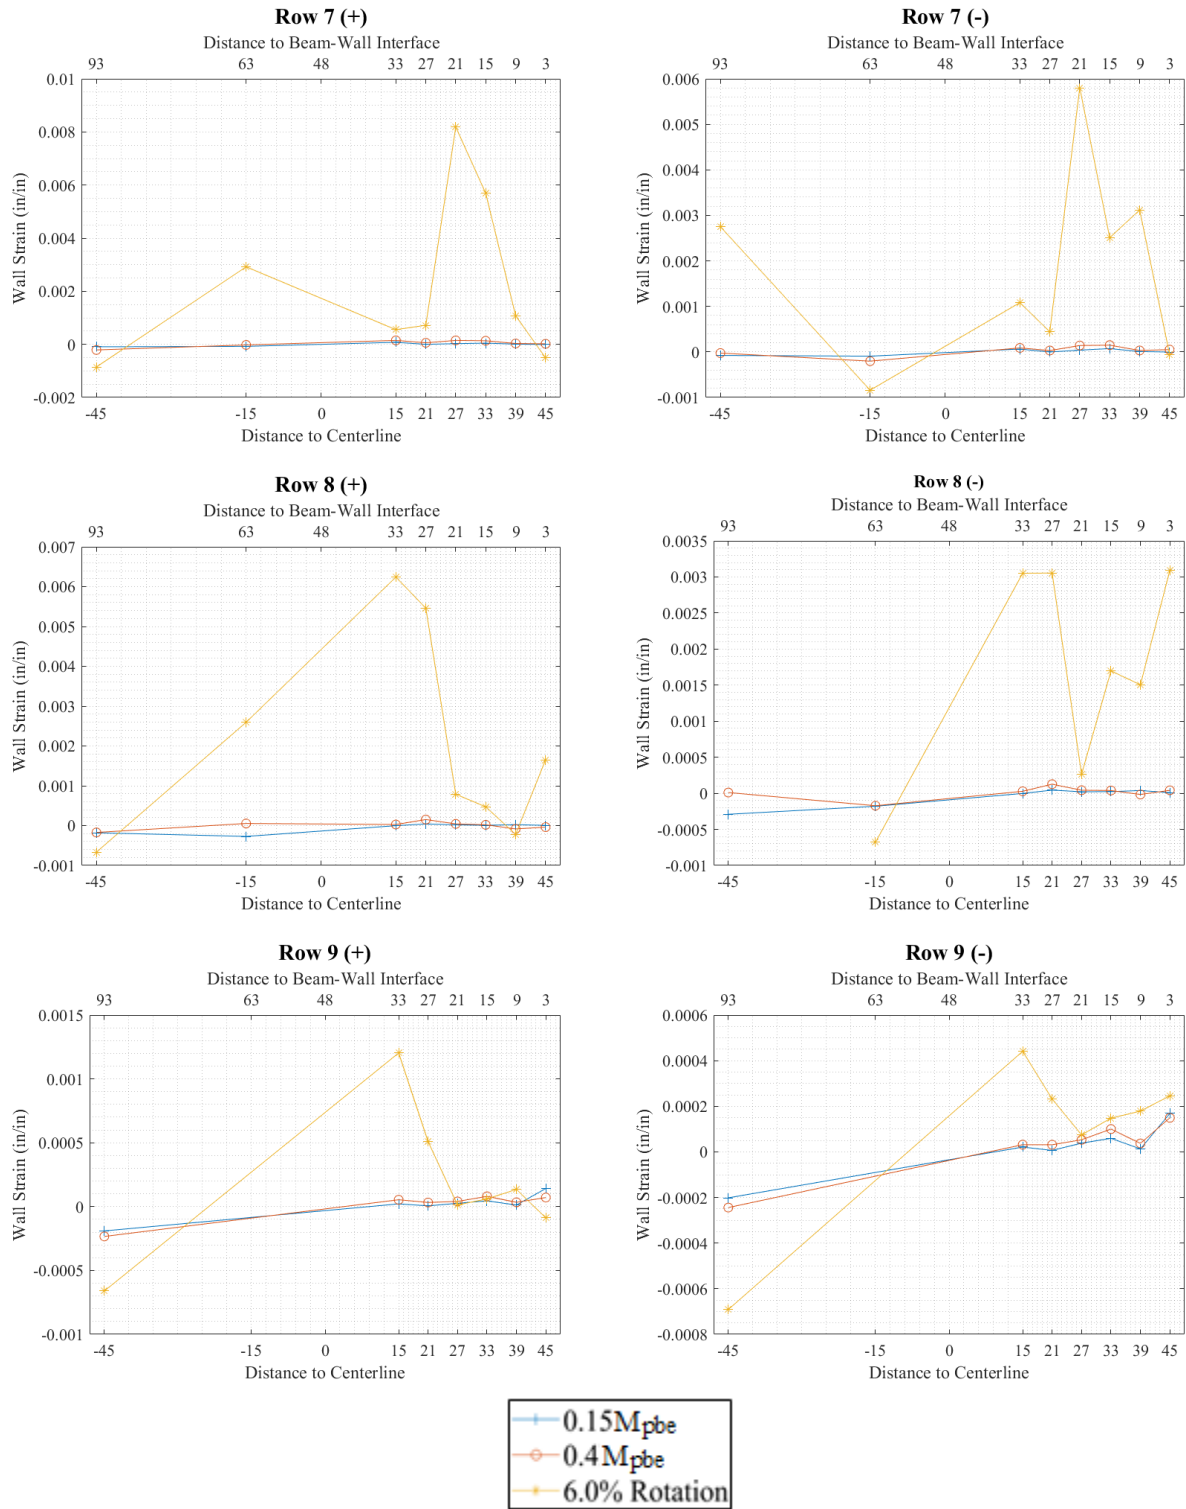 Row 7 (+)
Distance to Beam-Wall Interface
93 63 48 33 27 21 15 9 3
0.01
0.008
0.006
0.004
0.002
0
-0.002
Wall Strain (in/in)
-45 -15 0 15 21 27 33 39 45
Distance to Centerline
Row 7 (-)
Distance to Beam-Wall Interface
93 63 48 33 27 21 15 9 3
0.006
0.005
0.004
0.003
0.002
0.001
0
-0.001
Wall Strain (in/in)
-45 -15 0 15 21 27 33 39 45
Distance to Centerline
Row 8 (+)
Distance to Beam-Wall Interface
93 63 48 33 27 21 15 9 3
0.007
0.006
0.005
0.004
0.003
0.002
0.001
0
-0.001
Wall Strain (in/in)
-45 -15 0 15 21 27 33 39 45
Distance to Centerline
Row 8 (-)
Distance to Beam-Wall Interface
93 63 48 33 27 21 15 9 3
0.0035
0.003
0.0025
0.002
0.0015
0.001
0.0005
0
-0.0005
-0.001
Wall Strain (in/in)
-45 -15 0 15 21 27 33 39 45
Distance to Centerline
Row 9 (+)
Distance to Beam-Wall Interface
93 63 48 33 27 21 15 9 3
0.0015
0.001
0.0005
0
-0.0005
-0.001
Wall Strain (in/in)
-45 -15 0 15 21 27 33 39 45
Distance to Centerline
Row 9 (-)
Distance to Beam-Wall Interface
93 63 48 33 27 21 15 9 3
0.0006
0.0004
0.0002
0
-0.0002
-0.0004
-0.0006
-0.0008
Wall Strain (in/in)
-45 -15 0 15 21 27 33 39 45
Distance to Centerline
0.15Mpbe
0.4Mpbe
6.0% Rotation